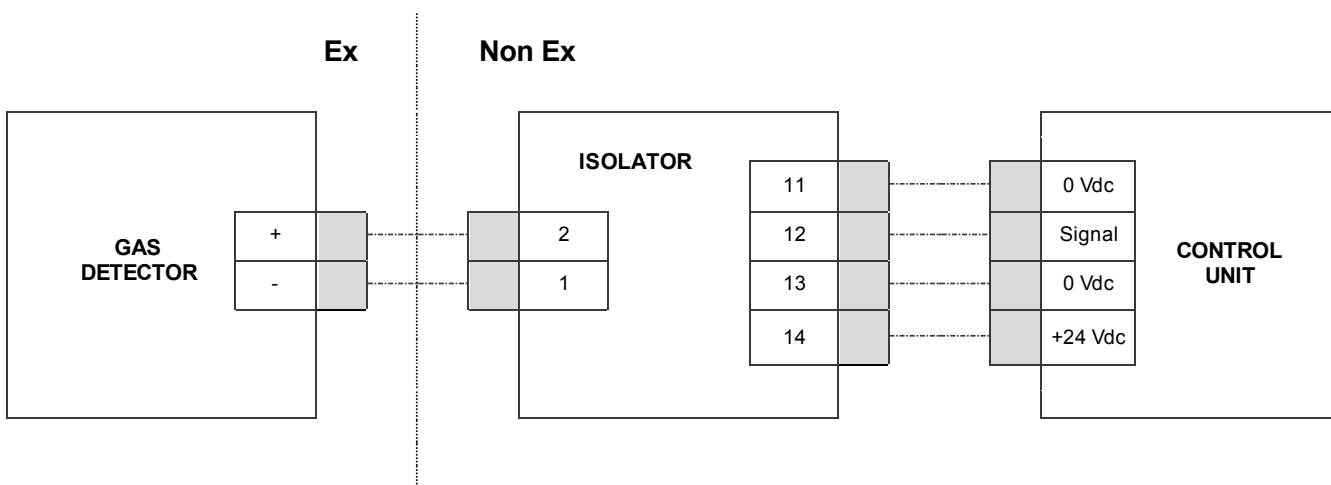 Ex
Non Ex
GAS
DETECTOR
+
-
ISOLATOR
2
1
11
12
13
14
0 Vdc
Signal
0 Vdc
+24 Vdc
CONTROL
UNIT